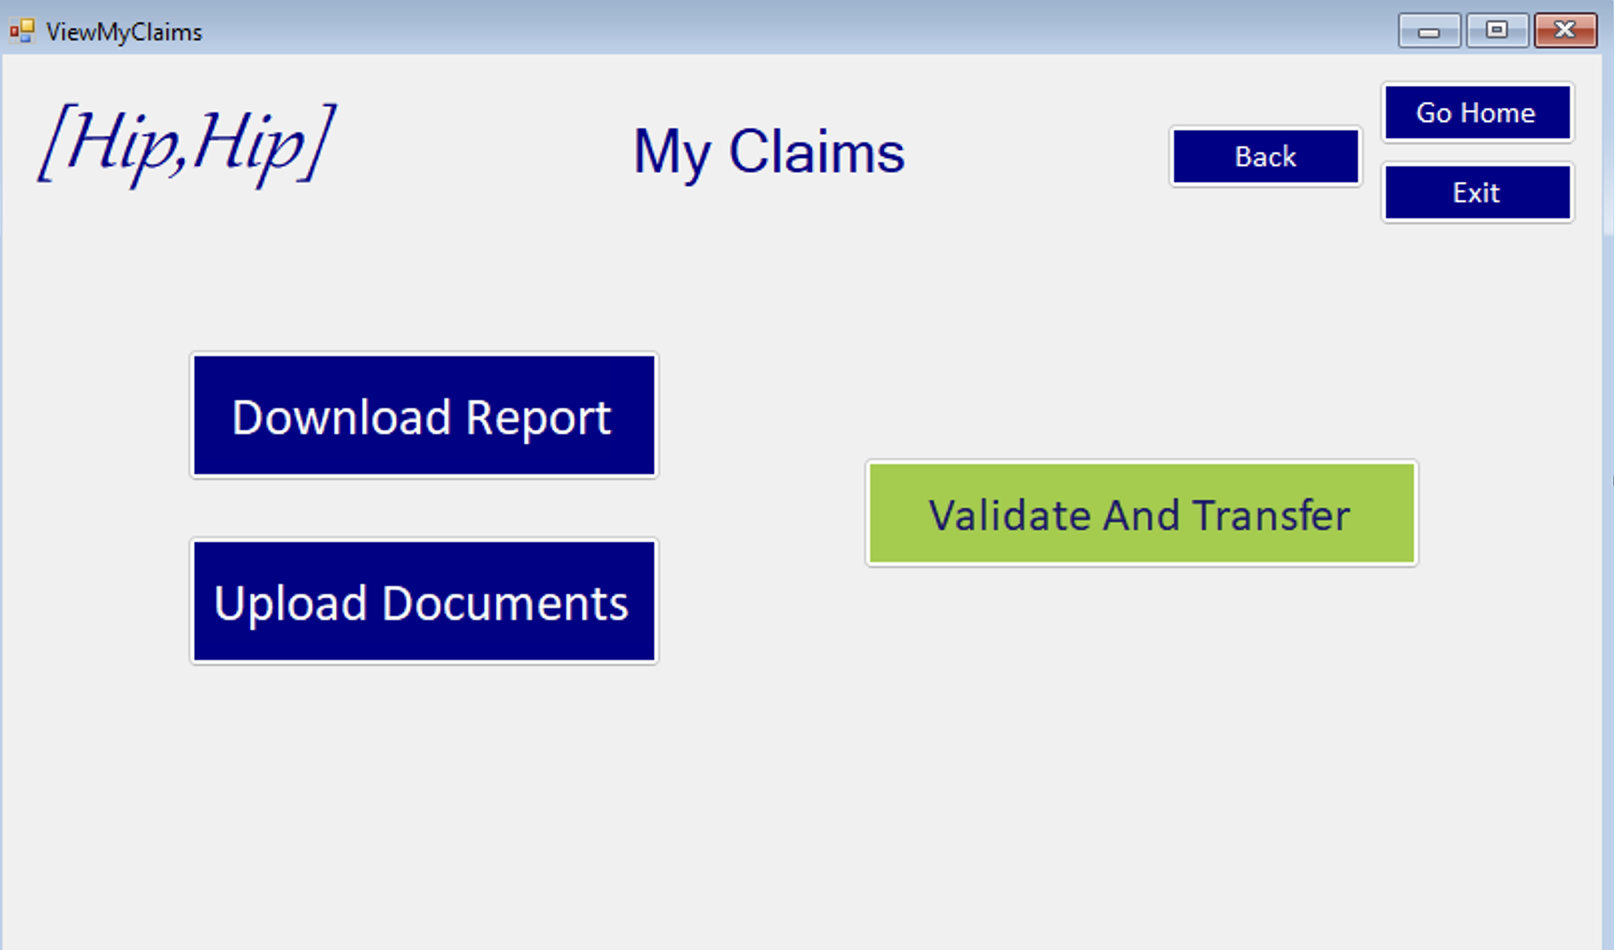 ViewMyClaims
[Hip,Hip]
My Claims
Back
Go Home
Exit
Download Report
Upload Documents
Validate And Transfer